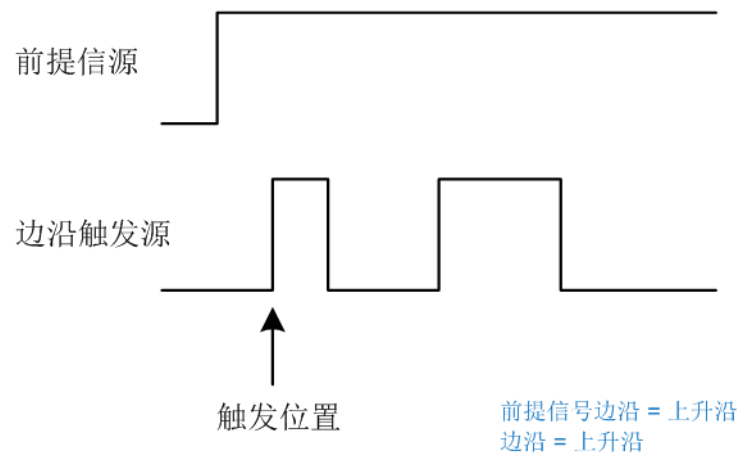 前提信源
边沿触发源
触发位置
前提信号边沿 = 上升沿
边沿 = 上升沿